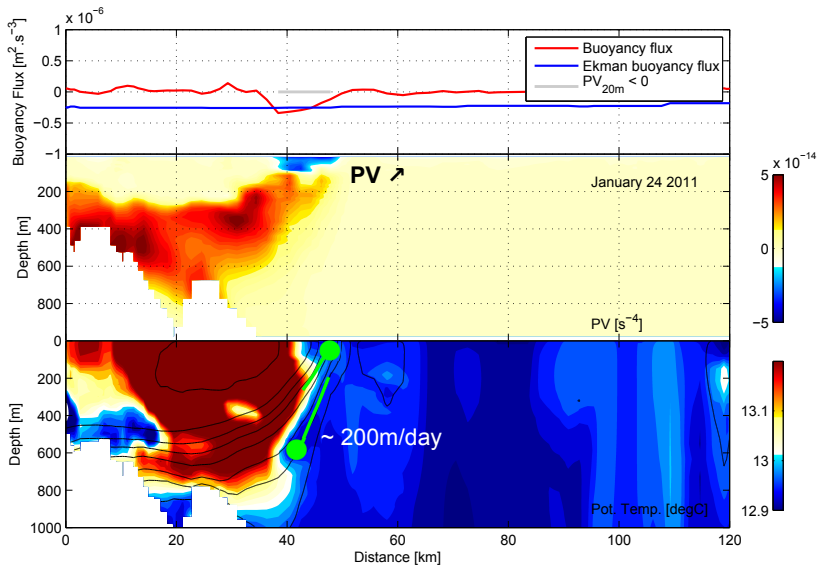 x 10⁻⁶
Buoyancy Flux [m².s⁻³]
1
0.5
0
−0.5
−1
Buoyancy flux
Ekman buoyancy flux
PV20m < 0
PV ↗
January 24 2011
Depth [m]
200
400
600
800
PV [s⁻⁴]
5
x 10⁻¹⁴
0
−5
Depth [m]
0
200
400
600
800
1000
~ 200m/day
Pot. Temp. [degC]
13.1
13
12.9
0 20 40 60 80 100 120
Distance [km]